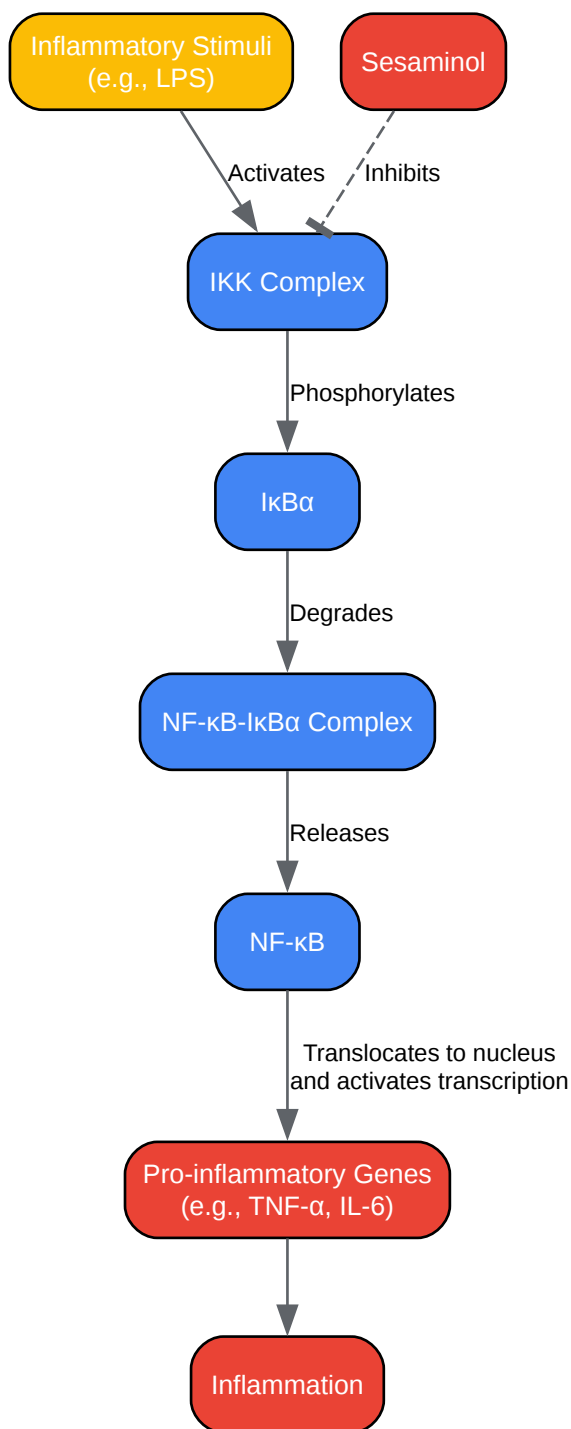 Inflammatory Stimuli
(e.g., LPS)
Sesaminol
Activates
Inhibits
IKK Complex
Phosphorylates
IκBα
Degrades
NF-κB-IκBα Complex
Releases
NF-κB
Translocates to nucleus
and activates transcription
Pro-inflammatory Genes
(e.g., TNF-α, IL-6)
Inflammation